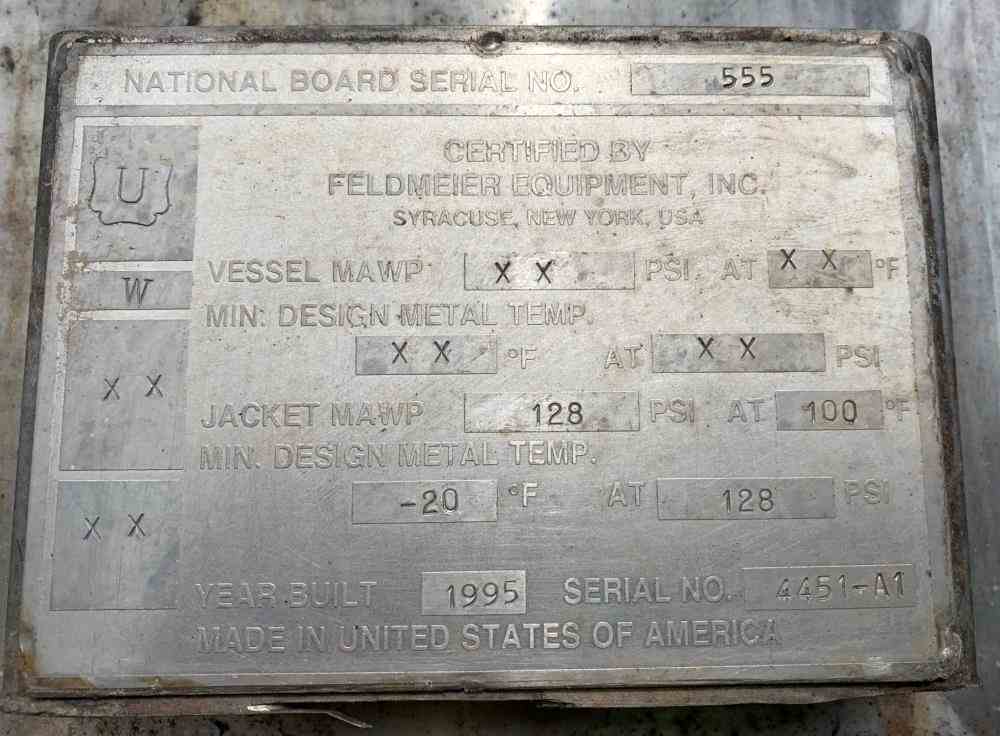 NATIONAL BOARD SERIAL NO. 555
CERTIFIED BY
FELDMEIER EQUIPMENT, INC.
SYRACUSE, NEW YORK, USA
U
W
X X
X X
VESSEL MAWP X X PSI AT X X °F
MIN. DESIGN METAL TEMP.
X X °F AT X X PSI
JACKET MAWP 128 PSI AT 100 °F
MIN. DESIGN METAL TEMP.
-20 °F AT 128 PSI
YEAR BUILT 1995 SERIAL NO. 4451-A1
MADE IN UNITED STATES OF AMERICA